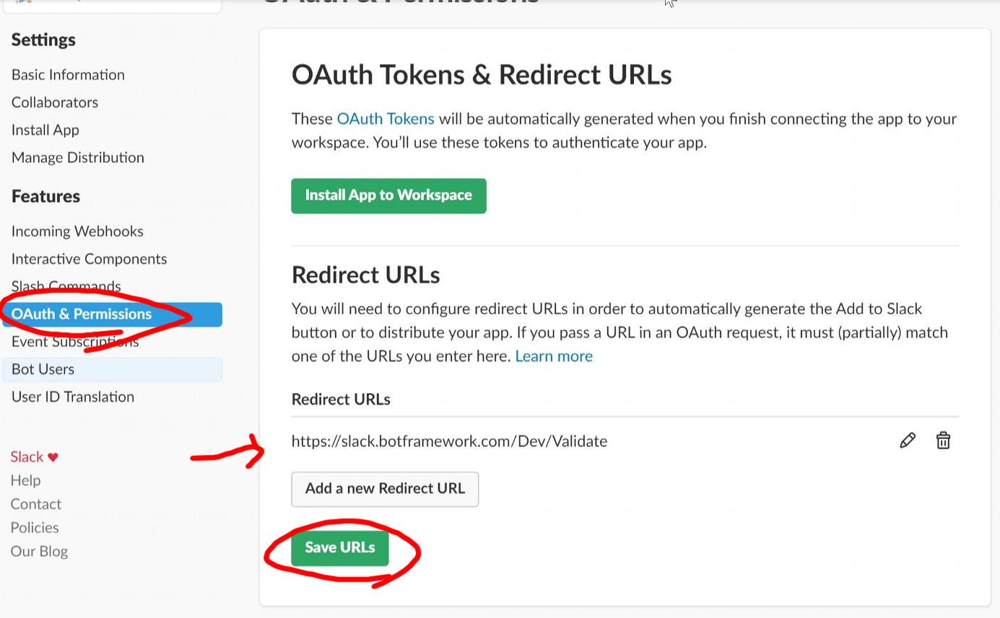 OAuth & Permissions
Settings
Basic Information
Collaborators
Install App
Manage Distribution
Features
Incoming Webhooks
Interactive Components
Slash Commands
OAuth & Permissions
Event Subscriptions
Bot Users
User ID Translation
Slack ♥
Help
Contact
Policies
Our Blog
OAuth Tokens & Redirect URLs
These OAuth Tokens will be automatically generated when you finish connecting the app to your
workspace. You’ll use these tokens to authenticate your app.
Install App to Workspace
Redirect URLs
You will need to configure redirect URLs in order to automatically generate the Add to Slack
button or to distribute your app. If you pass a URL in an OAuth request, it must (partially) match
one of the URLs you enter here. Learn more
Redirect URLs
https://slack.botframework.com/Dev/Validate
Add a new Redirect URL
Save URLs